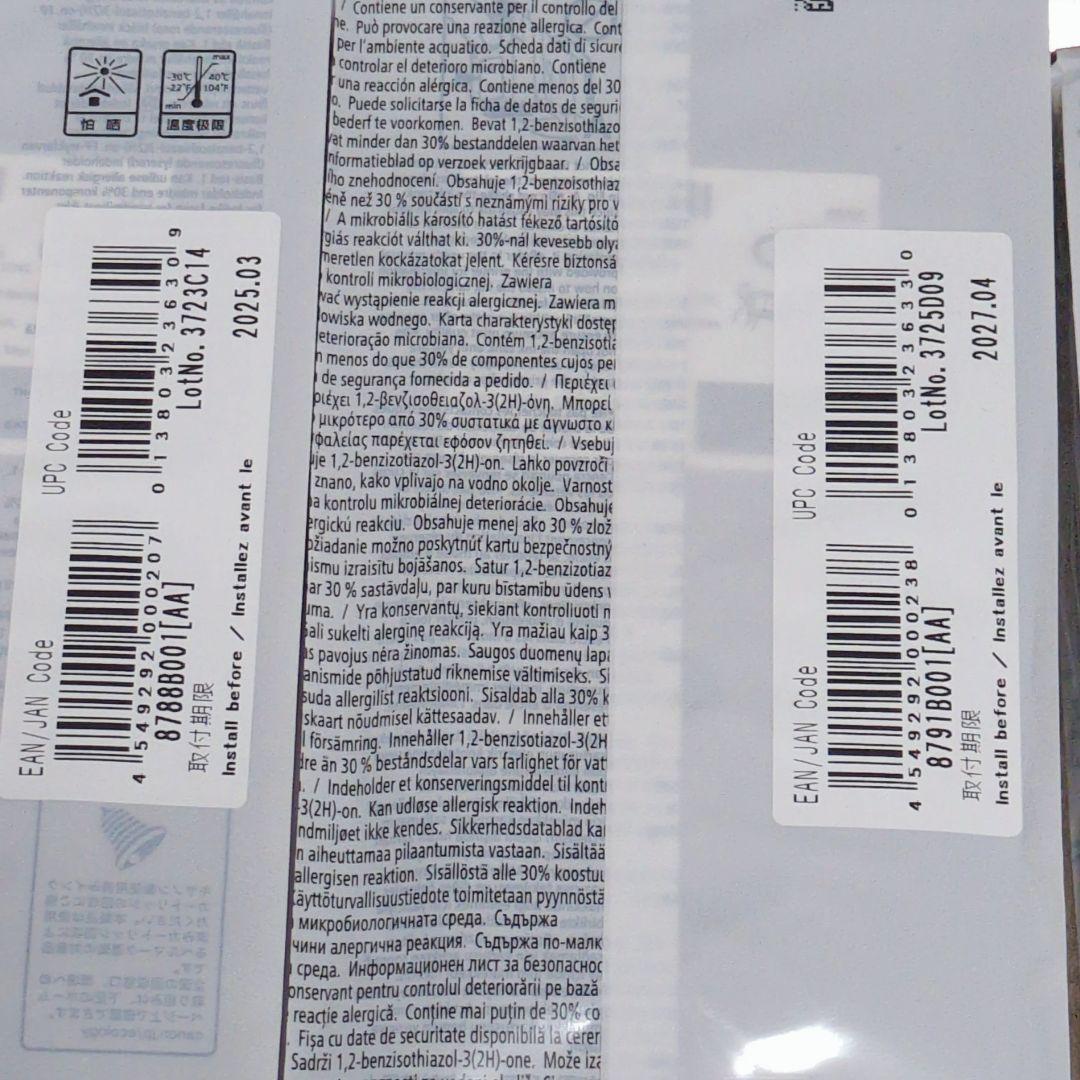 -30℃
-22°F
max
40℃
104°F
min
怕 晒
温度极限
UPC Code
0 13803 23630 9
LotNo. 3723C14
2025.03
EAN/JAN Code
4 549292 000207
8788B001[AA]
取付期限
Install before / Installez avant le
/ Contiene un conservante per il controllo del
ne. Può provocare una reazione allergica. Cont
per l'ambiente acquatico. Scheda dati di sicur
controlar el deterioro microbiano. Contiene
una reacción alérgica. Contiene menos del 30
o. Puede solicitarse la ficha de datos de seguri
bederf te voorkomen. Bevat 1,2-benzisothiazo
vat minder dan 30% bestanddelen waarvan het
nformatieblad op verzoek verkrijgbaar. / Obsa
ího znehodnocení. Obsahuje 1,2-benzoisothiaz
éně než 30 % součástí s neznámými riziky pro v
/ A mikrobiális károsító hatást fékező tartósító
giás reakciót válthat ki. 30%-nál kevesebb oly
meretlen kockázatokat jelent. Kérésre biztonsá
kontroli mikrobiologicznej. Zawiera
wać wystąpienie reakcji alergicznej. Zawiera m
owiska wodnego. Karta charakterystyki dostęp
eterioração microbiana. Contém 1,2-benzisotia
n menos do que 30% de componentes cujos pe
de segurança fornecida a pedido. / Περιέχει
ριέχει 1,2-βενζισοθειαζολ-3(2H)-όνη. Μπορεί
μικρότερο από 30% συστατικά με άγνωστο κ
φαλείας παρέχεται εφόσον ζητηθεί. / Vsebuj
uje 1,2-benzizotiazol-3(2H)-on. Lahko povzroči
znano, kako vplivajo na vodno okolje. Varnost
a kontrolu mikrobiálnej deteriorácie. Obsahuje
ergickú reakciu. Obsahuje menej ako 30 % zlož
ožiadanie možno poskytnúť kartu bezpečnostný
ismu izraisītu bojāšanos. Satur 1,2-benzizotiaz
ar 30 % sastāvdaļu, par kuru bīstamību ūdens v
uma. / Yra konservantų, siekiant kontroliuoti n
ali sukelti alerginę reakciją. Yra mažiau kaip 3
s pavojus nėra žinomas. Saugos duomenų lapa
anismide põhjustatud riknemise vältimiseks. Si
suda allergilist reaktsiooni. Sisaldab alla 30% k
skaart nõudmisel kättesaadav. / Innehåller et
l försämring. Innehåller 1,2-benzisotiazol-3(2H
dre än 30 % beståndsdelar vars farlighet för vat
. / Indeholder et konserveringsmiddel til kont
-3(2H)-on. Kan udløse allergisk reaktion. Indeh
ndmiljøet ikke kendes. Sikkerhedsdatablad ka
n aiheuttamaa pilaantumista vastaan. Sisältää
allergisen reaktion. Sisällöstä alle 30% koostu
äyttöturvallisuustiedote toimitetaan pyynnöstä
микробиологичната среда. Съдържа
чини алергична реакция. Съдържа по-малк
среда. Информационен лист за безопаснос
onservant pentru controlul deteriorării pe bază
reacție alergică. Conține mai puțin de 30% co
. Fișa cu date de securitate disponibilă la cerer
Sadrži 1,2-benzisothiazol-3(2H)-one. Može iza
UPC Code
0 13803 23633 0
LotNo. 3725D09
2027.04
EAN/JAN Code
4 549292 000238
8791B001[AA]
取付期限
Install before / Installez avant le